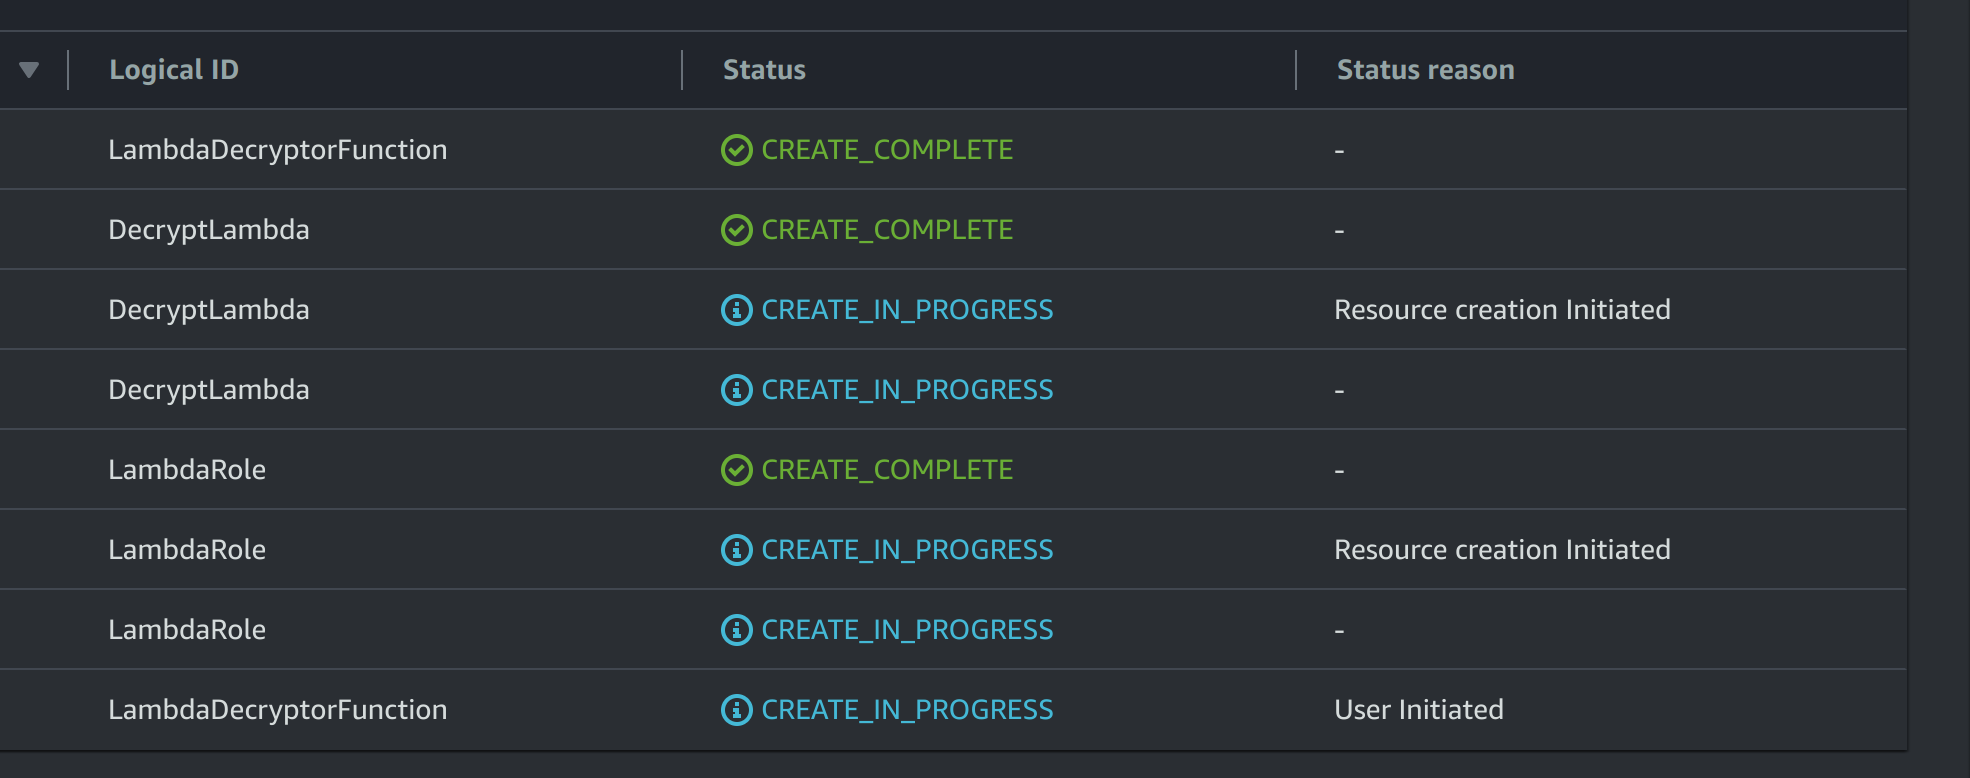 Logical ID Status Status reason
LambdaDecryptorFunction CREATE_COMPLETE -
DecryptLambda CREATE_COMPLETE -
DecryptLambda CREATE_IN_PROGRESS Resource creation Initiated
DecryptLambda CREATE_IN_PROGRESS -
LambdaRole CREATE_COMPLETE -
LambdaRole CREATE_IN_PROGRESS Resource creation Initiated
LambdaRole CREATE_IN_PROGRESS -
LambdaDecryptorFunction CREATE_IN_PROGRESS User Initiated